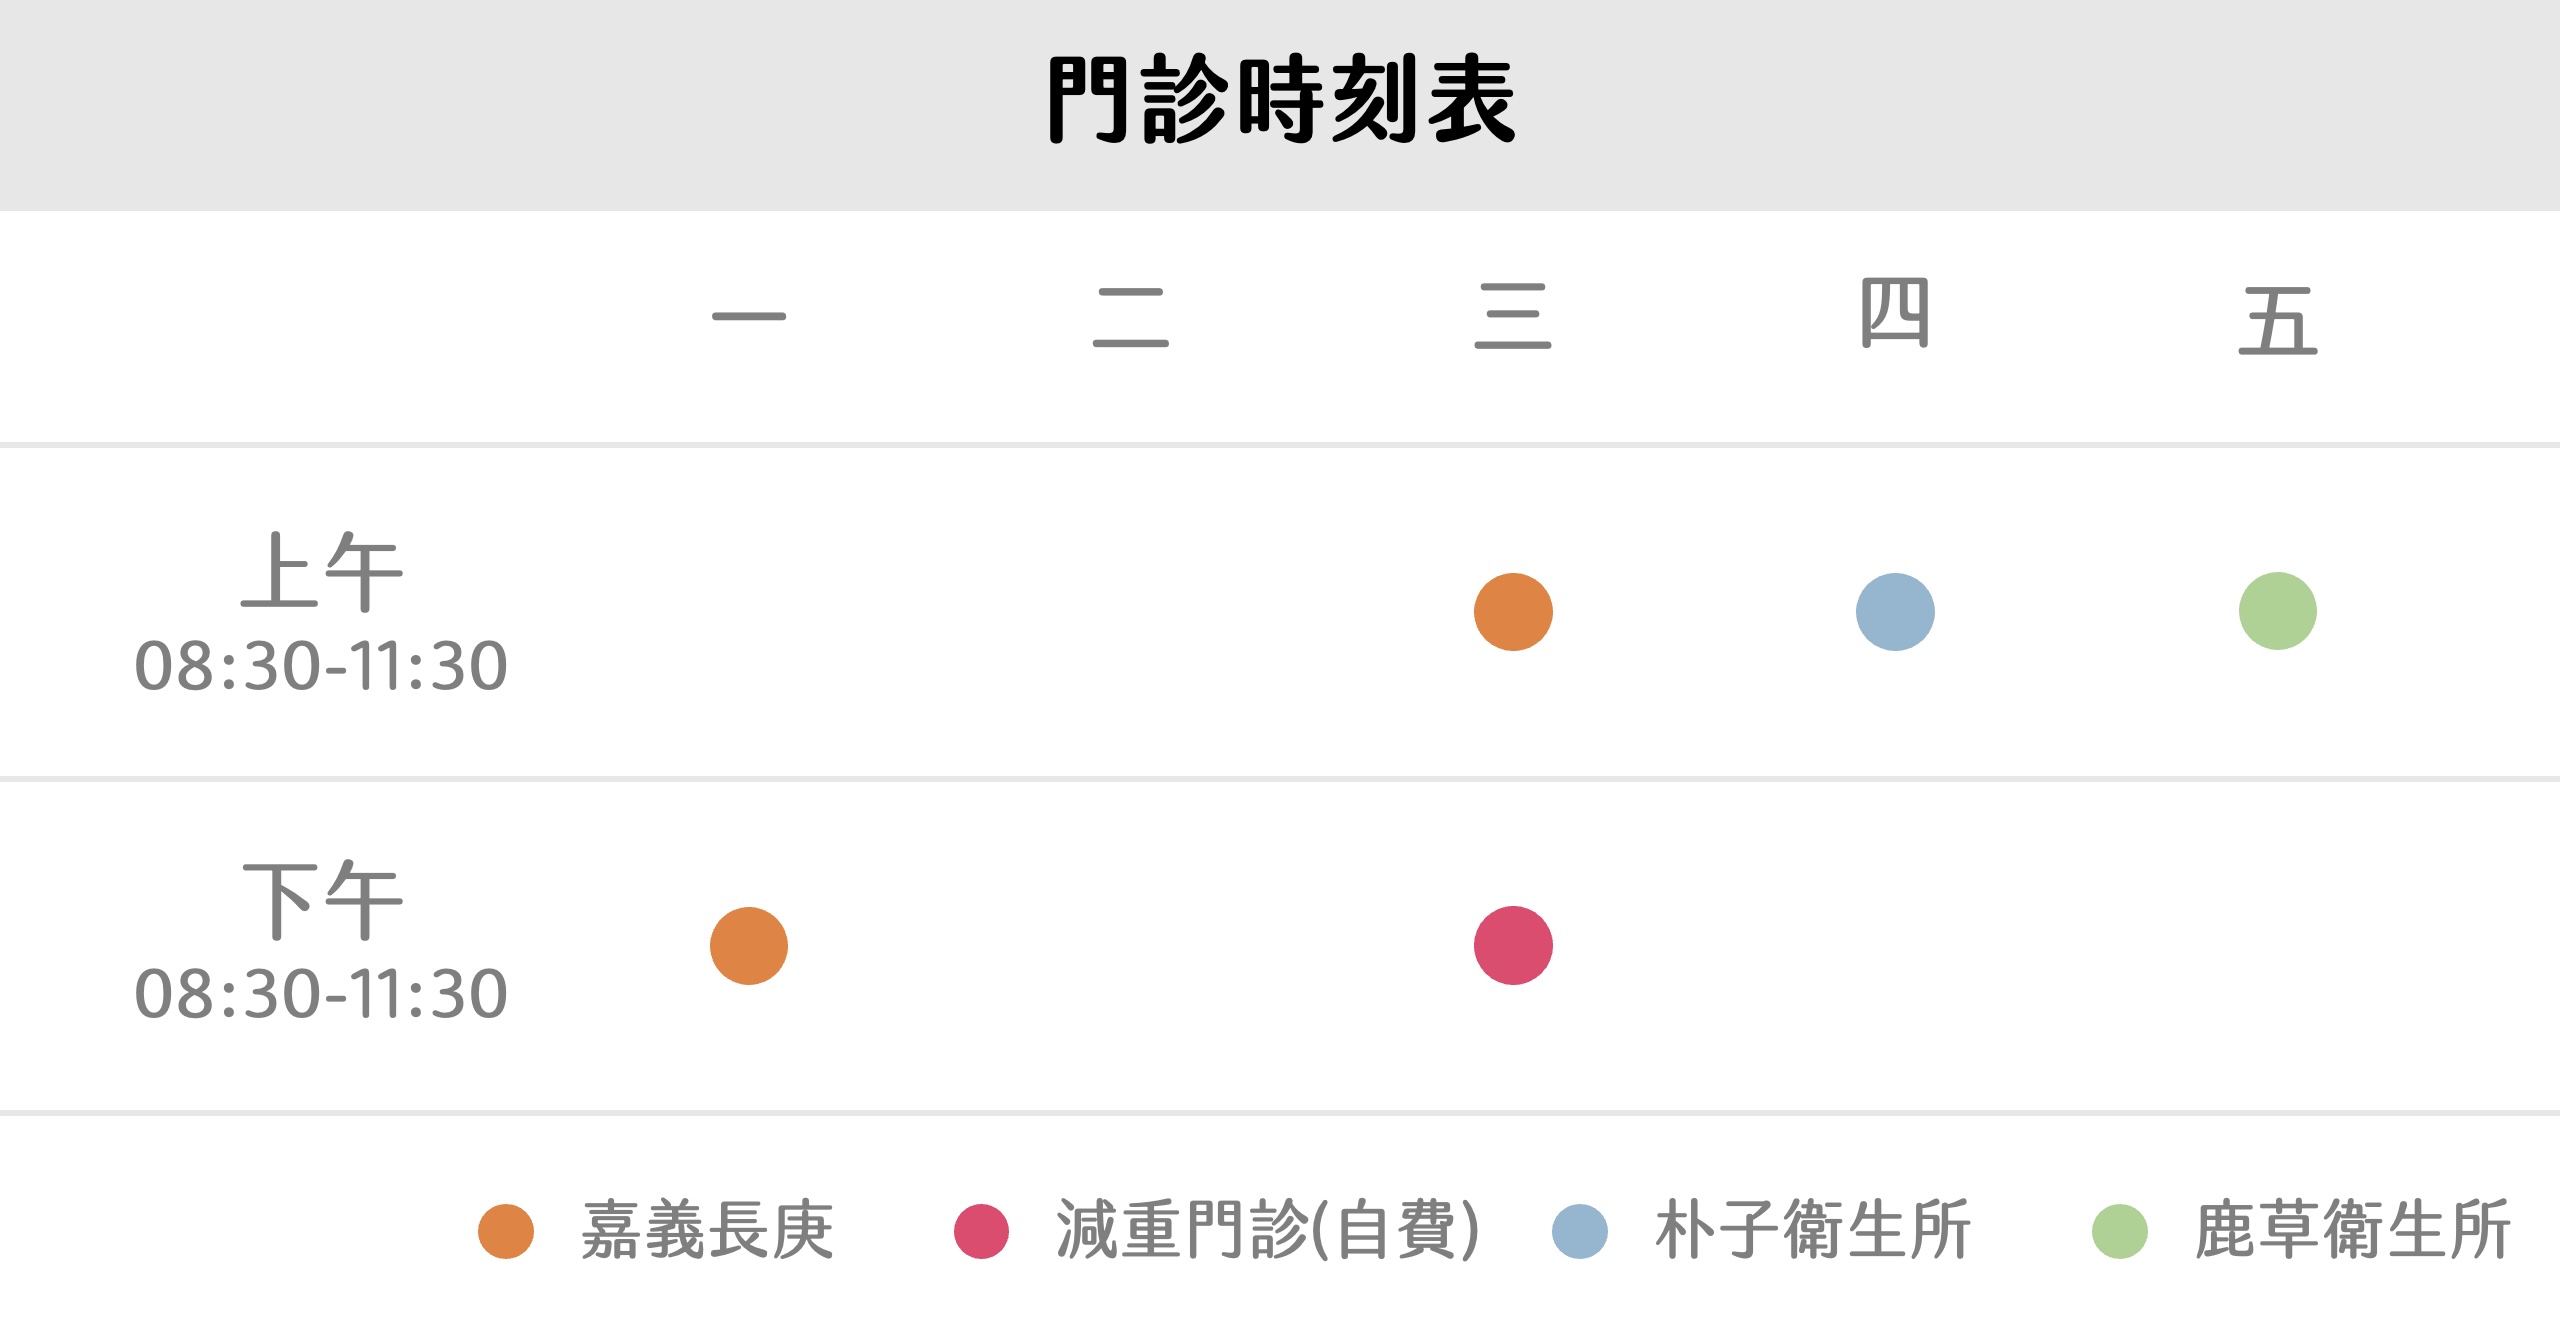 門診時刻表
一 二 三 四 五
上午
08:30-11:30
下午
08:30-11:30
嘉義長庚 減重門診(自費) 朴子衛生所 鹿草衛生所